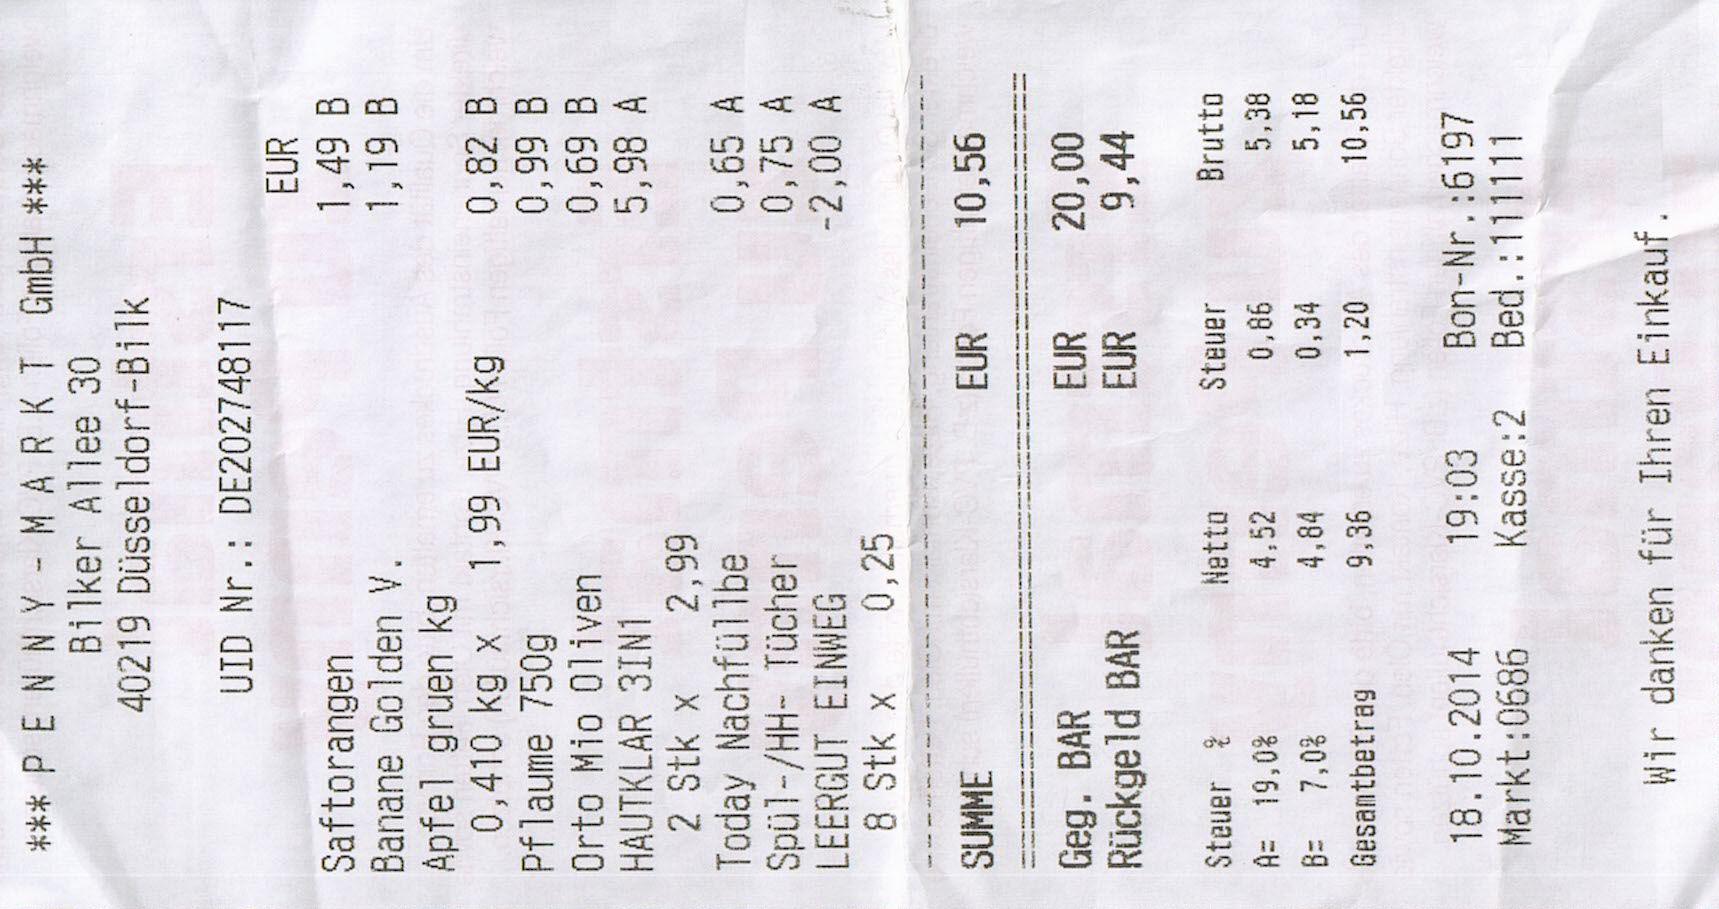 *** P E N N Y - M A R K T GmbH ***
Bilker Allee 30
40219 Düsseldorf-Bilk
UID Nr.: DE202748117
EUR
Saftorangen 1,49 B
Banane Golden V. 1,19 B
Apfel gruen kg
0,410 kg x 1,99 EUR/kg 0,82 B
Pflaume 750g 0,99 B
Orto Mio Oliven 0,69 B
HAUTKLAR 3IN1 5,98 A
2 Stk x 2,99
Today Nachfüllbe 0,65 A
Spül-/HH- Tücher 0,75 A
LEERGUT EINWEG -2,00 A
8 Stk x 0,25
SUMME EUR 10,56
Geg. BAR EUR 20,00
Rückgeld BAR EUR 9,44
Steuer % Netto Steuer Brutto
A= 19,0% 4,52 0,86 5,38
B= 7,0% 4,84 0,34 5,18
Gesamtbetrag 9,36 1,20 10,56
18.10.2014 19:03 Bon-Nr.:6197
Markt:0686 Kasse:2 Bed.:111111
Wir danken für Ihren Einkauf.